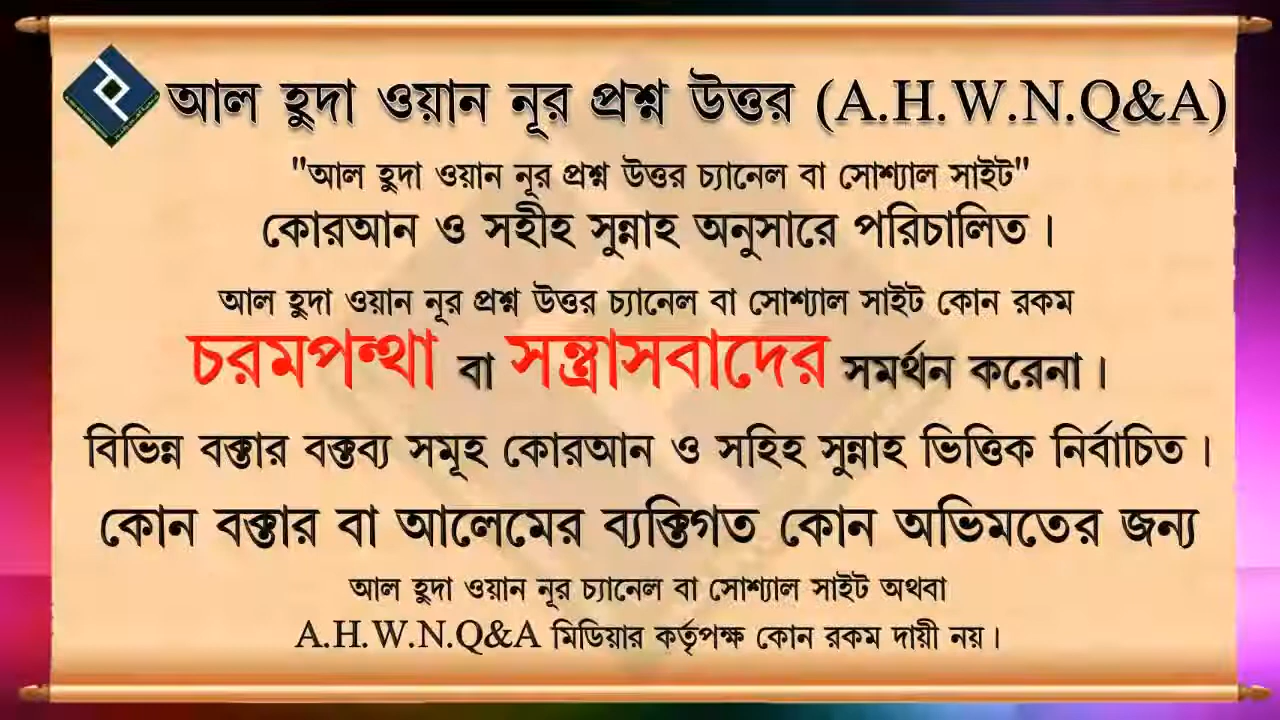 আল হুদা ওয়ান নূর প্রশ্ন উত্তর (A.H.W.N.Q&A)
"আল হুদা ওয়ান নূর প্রশ্ন উত্তর চ্যানেল বা সোশ্যাল সাইট"
কোরআন ও সহীহ সুন্নাহ অনুসারে পরিচালিত।
আল হুদা ওয়ান নূর প্রশ্ন উত্তর চ্যানেল বা সোশ্যাল সাইট কোন রকম
চরমপন্থা বা সন্ত্রাসবাদের সমর্থন করেনা।
বিভিন্ন বক্তার বক্তব্য সমূহ কোরআন ও সহিহ সুন্নাহ ভিত্তিক নির্বাচিত।
কোন বক্তার বা আলেমের ব্যক্তিগত কোন অভিমতের জন্য
আল হুদা ওয়ান নূর চ্যানেল বা সোশ্যাল সাইট অথবা
A.H.W.N.Q&A মিডিয়ার কর্তৃপক্ষ কোন রকম দায়ী নয়।